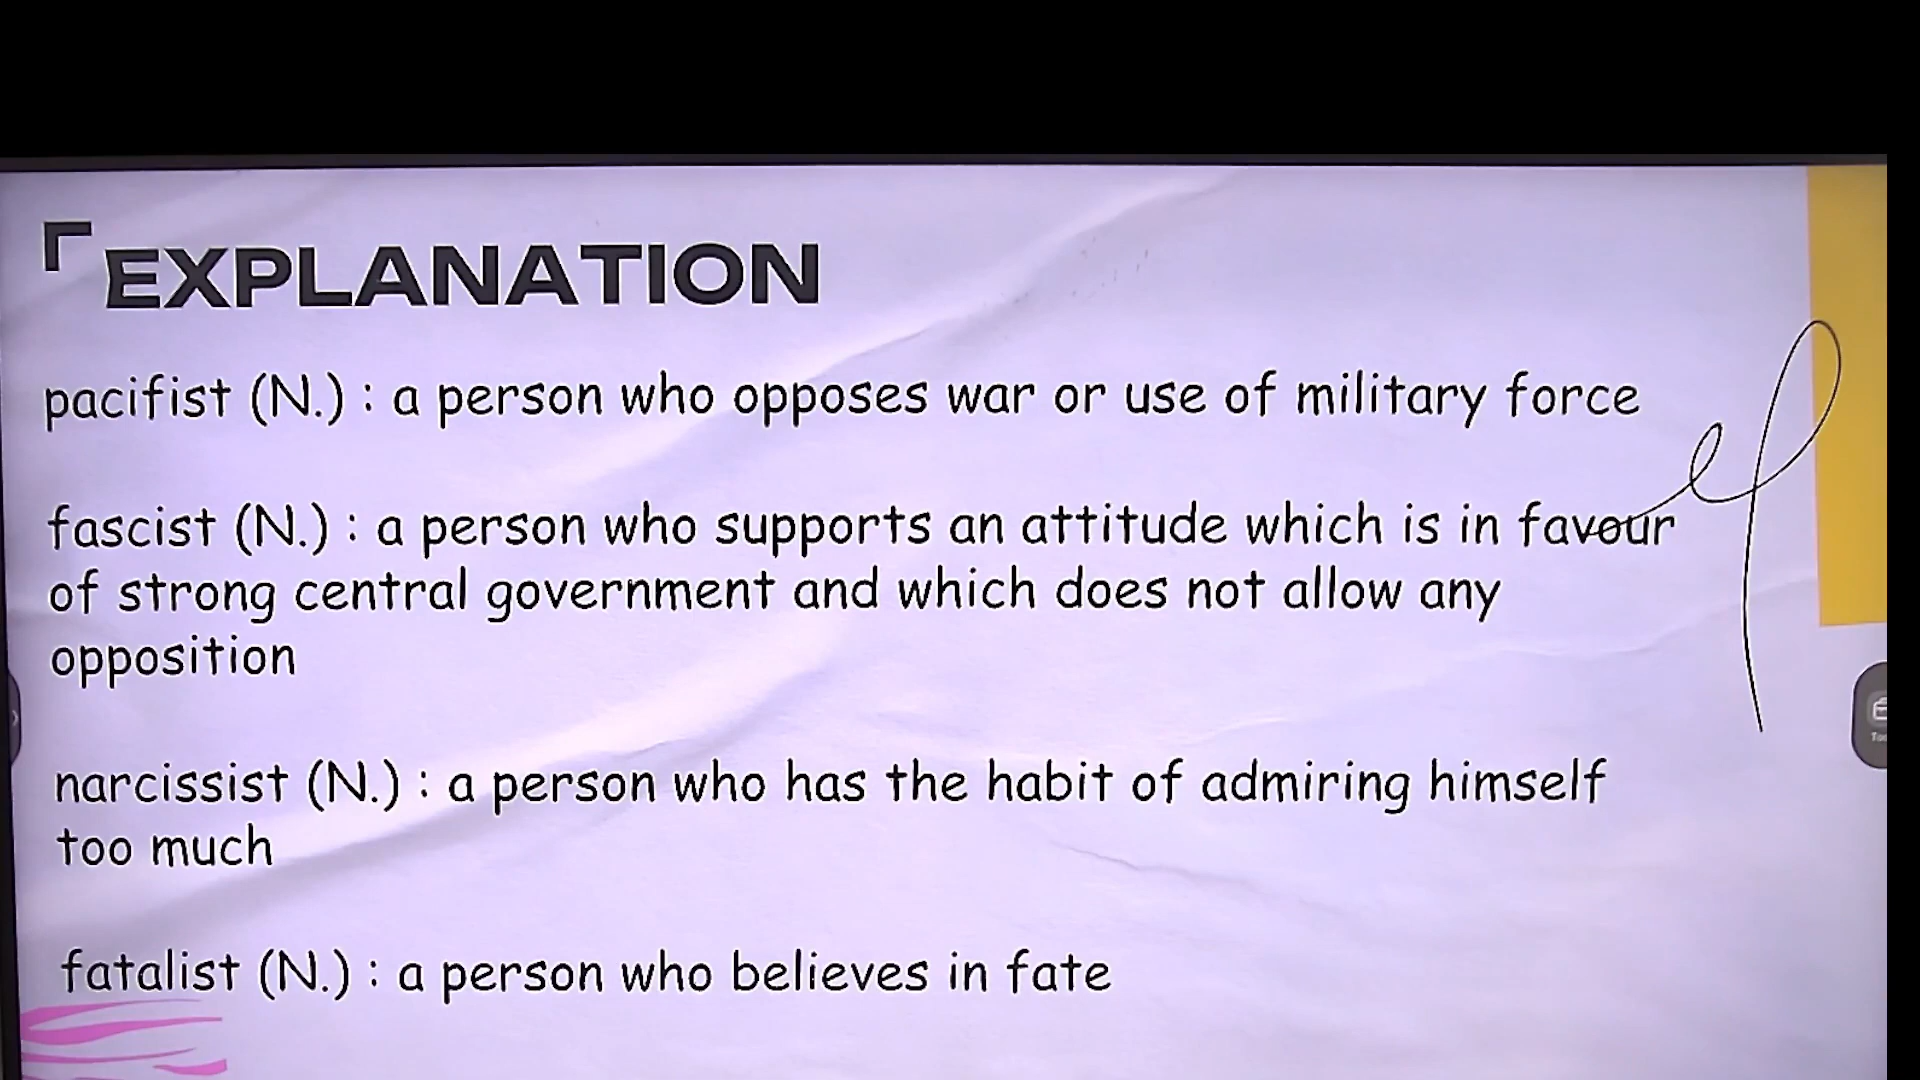 EXPLANATION
pacifist (N.) : a person who opposes war or use of military force
fascist (N.) : a person who supports an attitude which is in favour
of strong central government and which does not allow any
opposition
narcissist (N.) : a person who has the habit of admiring himself
too much
fatalist (N.) : a person who believes in fate